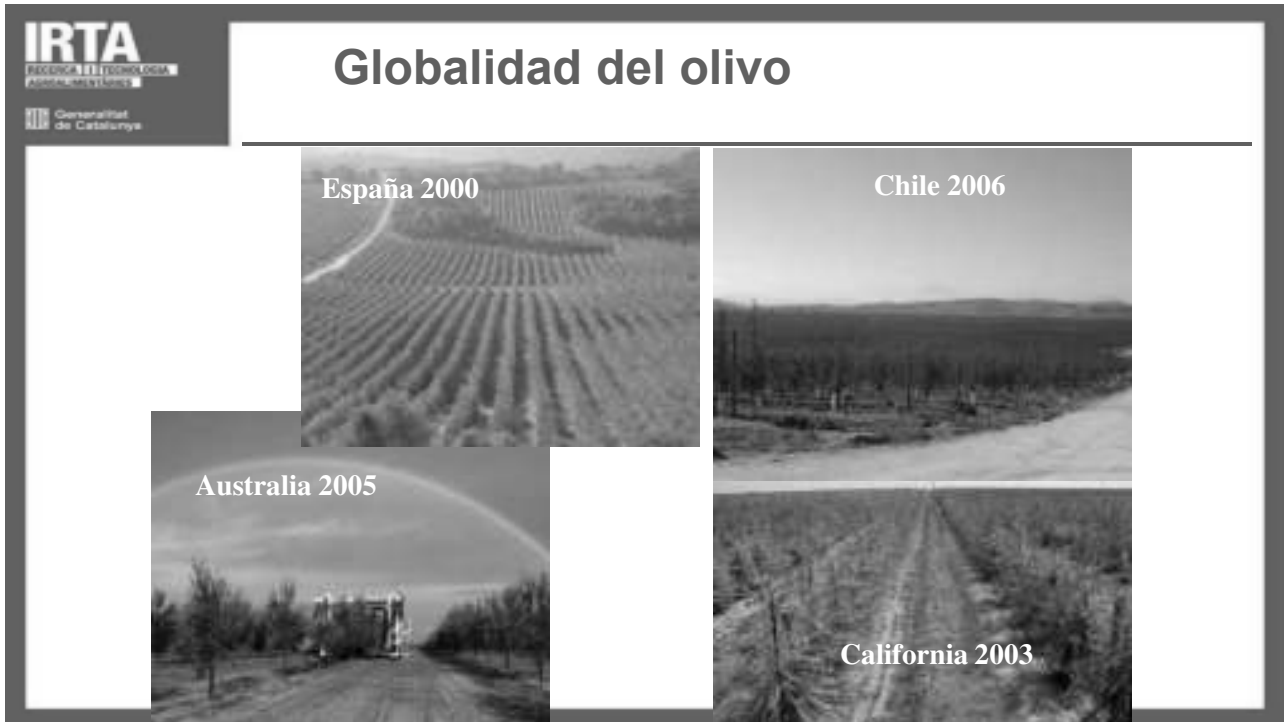 IRTA
RECERCA I TECNOLOGIA
AGROALIMENTÀRIES
Generalitat
de Catalunya
Globalidad del olivo
España 2000
Chile 2006
Australia 2005
California 2003